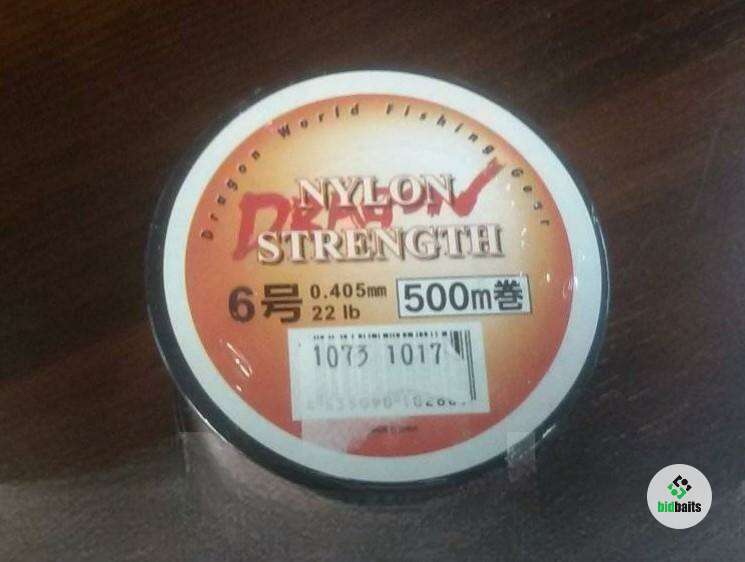 Dragon World Fishing Gear
DRAGON
NYLON
STRENGTH
6号 0.405mm
22 lb
500m巻
1073 1017
bidbaits